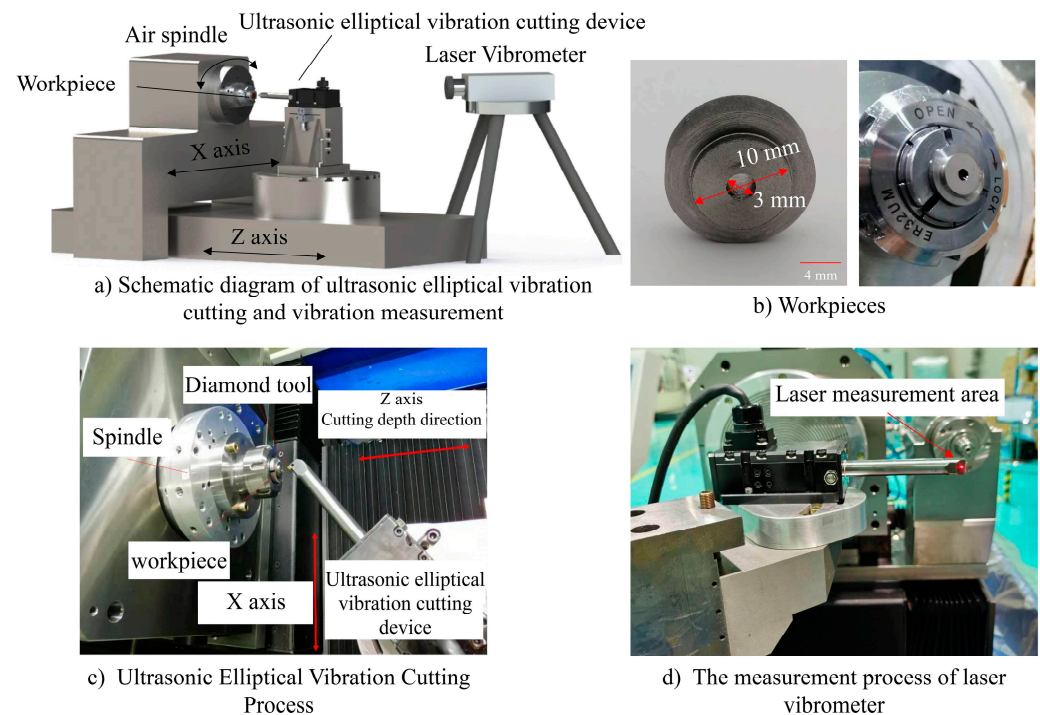 Ultrasonic elliptical vibration cutting device
Air spindle
Laser Vibrometer
Workpiece
X axis
Z axis
a) Schematic diagram of ultrasonic elliptical vibration
cutting and vibration measurement
10 mm
3 mm
4 mm
OPEN
LOCK
ER32UM
b) Workpieces
Diamond tool
Z axis
Cutting depth direction
Spindle
workpiece
X axis
Ultrasonic elliptical
vibration cutting
device
c) Ultrasonic Elliptical Vibration Cutting
Process
Laser measurement area
d) The measurement process of laser
vibrometer